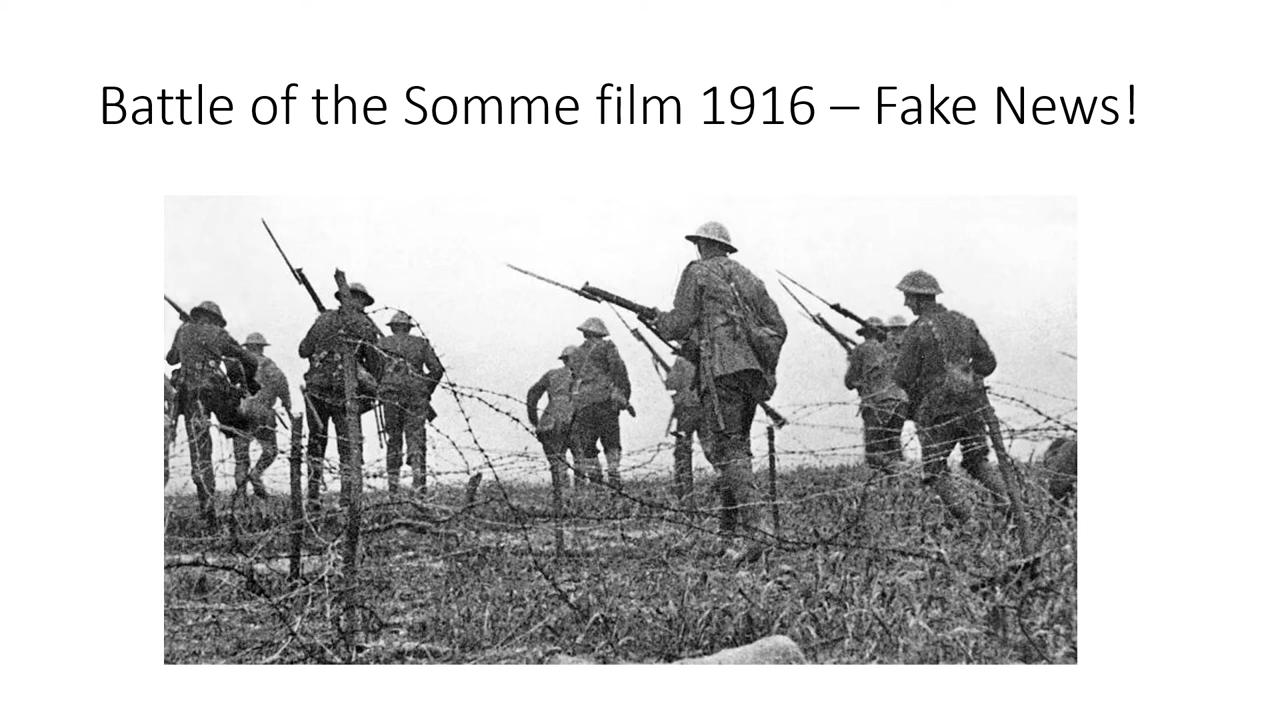 Battle of the Somme film 1916 – Fake News!